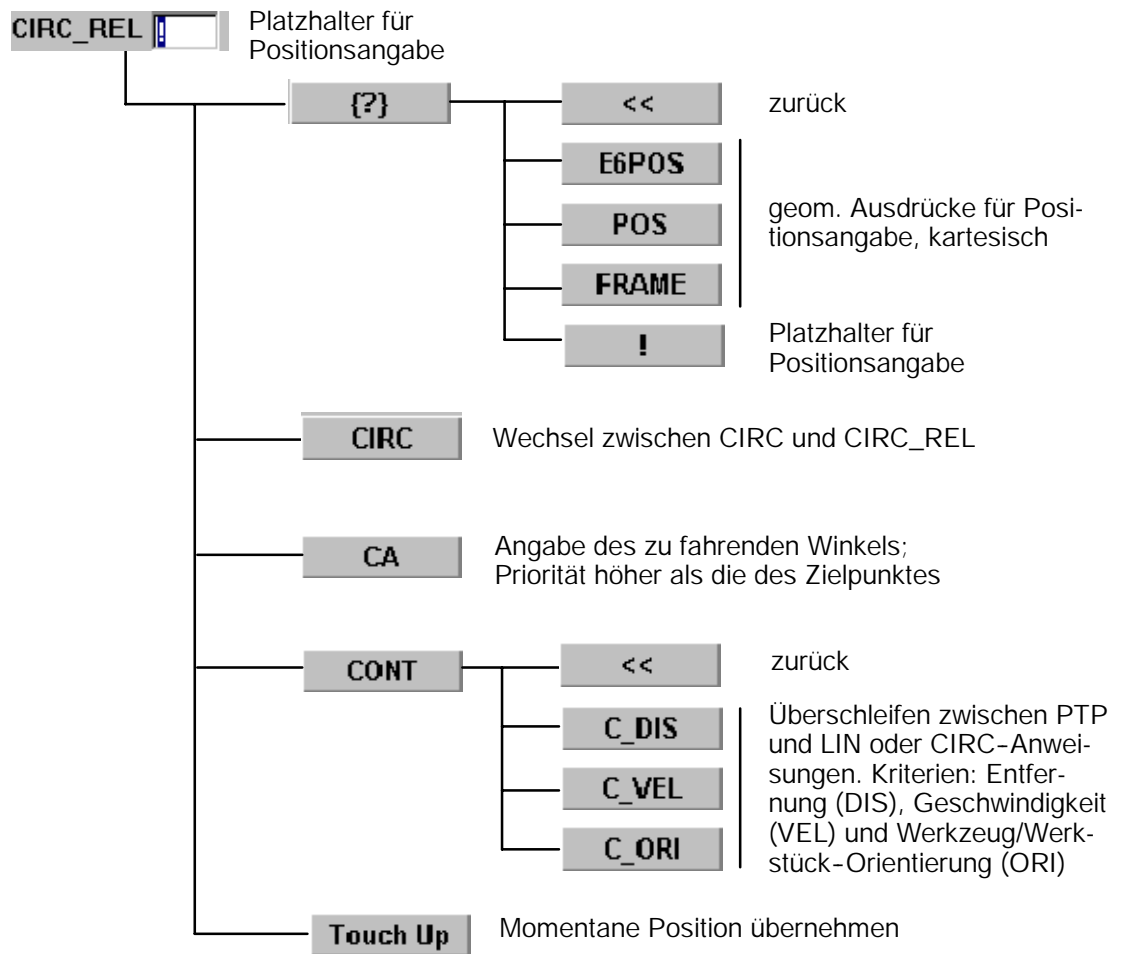 CIRC_REL !
Platzhalter für
Positionsangabe
{?}
<<
zurück
E6POS
POS
FRAME
geom. Ausdrücke für Posi-
tionsangabe, kartesisch
!
Platzhalter für
Positionsangabe
CIRC
Wechsel zwischen CIRC und CIRC_REL
CA
Angabe des zu fahrenden Winkels;
Priorität höher als die des Zielpunktes
CONT
<<
zurück
C_DIS
C_VEL
C_ORI
Überschleifen zwischen PTP
und LIN oder CIRC-Anwei-
sungen. Kriterien: Entfer-
nung (DIS), Geschwindigkeit
(VEL) und Werkzeug/Werk-
stück-Orientierung (ORI)
Touch Up
Momentane Position übernehmen